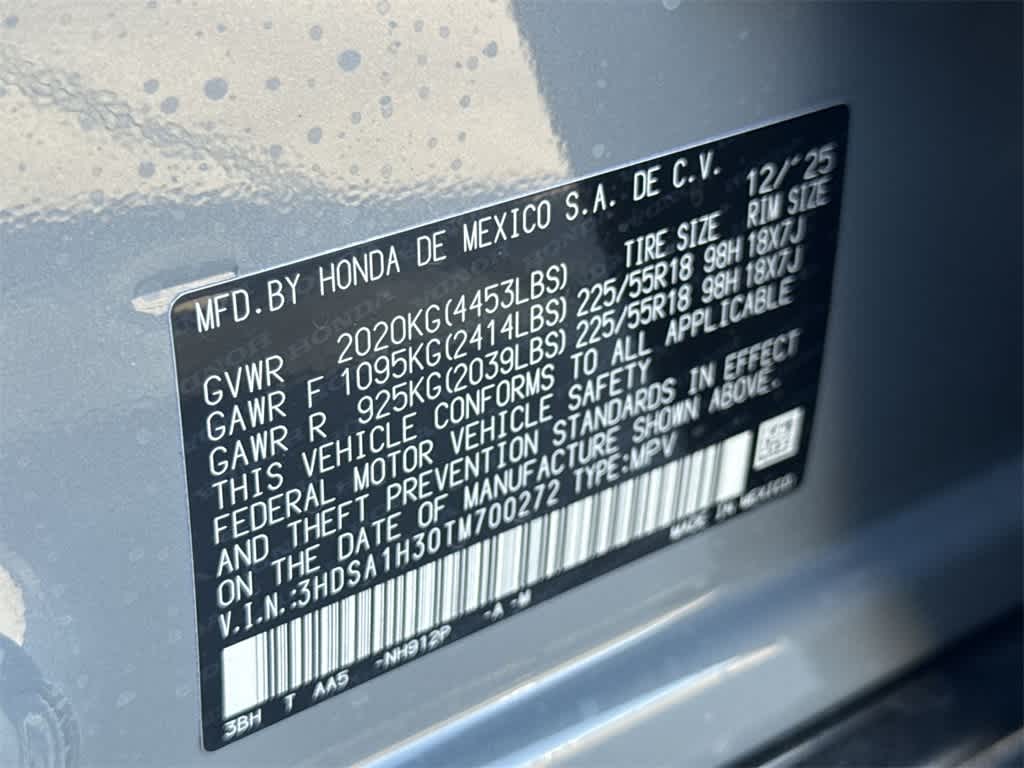 MFD.BY HONDA DE MEXICO S.A. DE C.V. 12/'25
TIRE SIZE RIM SIZE
GVWR 2020KG(4453LBS)
GAWR F 1095KG(2414LBS) 225/55R18 98H 18X7J
GAWR R 925KG(2039LBS) 225/55R18 98H 18X7J
THIS VEHICLE CONFORMS TO ALL APPLICABLE
FEDERAL MOTOR VEHICLE SAFETY
AND THEFT PREVENTION STANDARDS IN EFFECT
ON THE DATE OF MANUFACTURE SHOWN ABOVE.
V.I.N.:3HDSA1H30TM700272 TYPE:MPV
MADE IN MEXICO
3BH T AA5 -NH912P -A -M